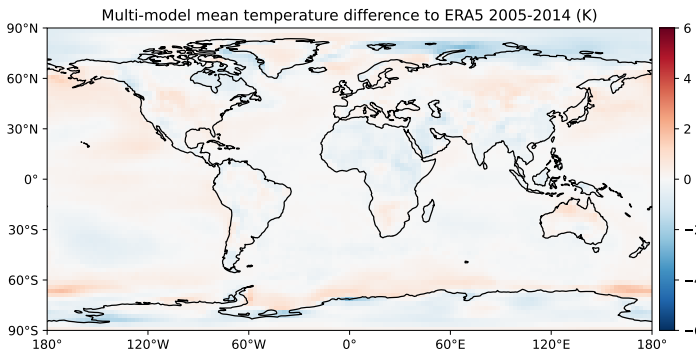 Multi-model mean temperature difference to ERA5 2005-2014 (K)
90°N
60°N
30°N
0°
30°S
60°S
90°S
180°
120°W
60°W
0°
60°E
120°E
180°
6
4
2
0